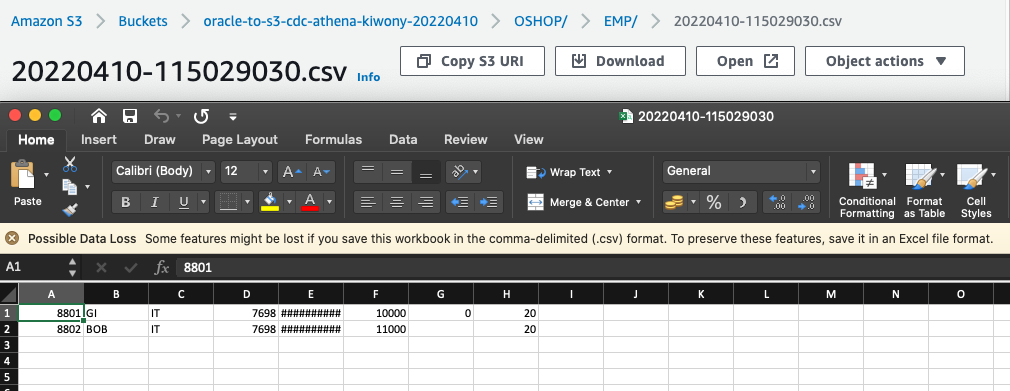 Amazon S3 > Buckets > oracle-to-s3-cdc-athena-kiwony-20220410 > OSHOP/ > EMP/ > 20220410-115029030.csv
20220410-115029030.csv Info Copy S3 URI Download Open Object actions ▼
20220410-115029030
Home Insert Draw Page Layout Formulas Data Review View
Calibri (Body) 12 A A Wrap Text General
Paste B I U A Merge & Center % Conditional Formatting Format as Table Cell Styles
Possible Data Loss Some features might be lost if you save this workbook in the comma-delimited (.csv) format. To preserve these features, save it in an Excel file format.
A1 fx 8801
A B C D E F G H I J K L M N O
1 8801 GI IT 7698 ########## 10000 0 20
2 8802 BOB IT 7698 ########## 11000 20
3
4
5